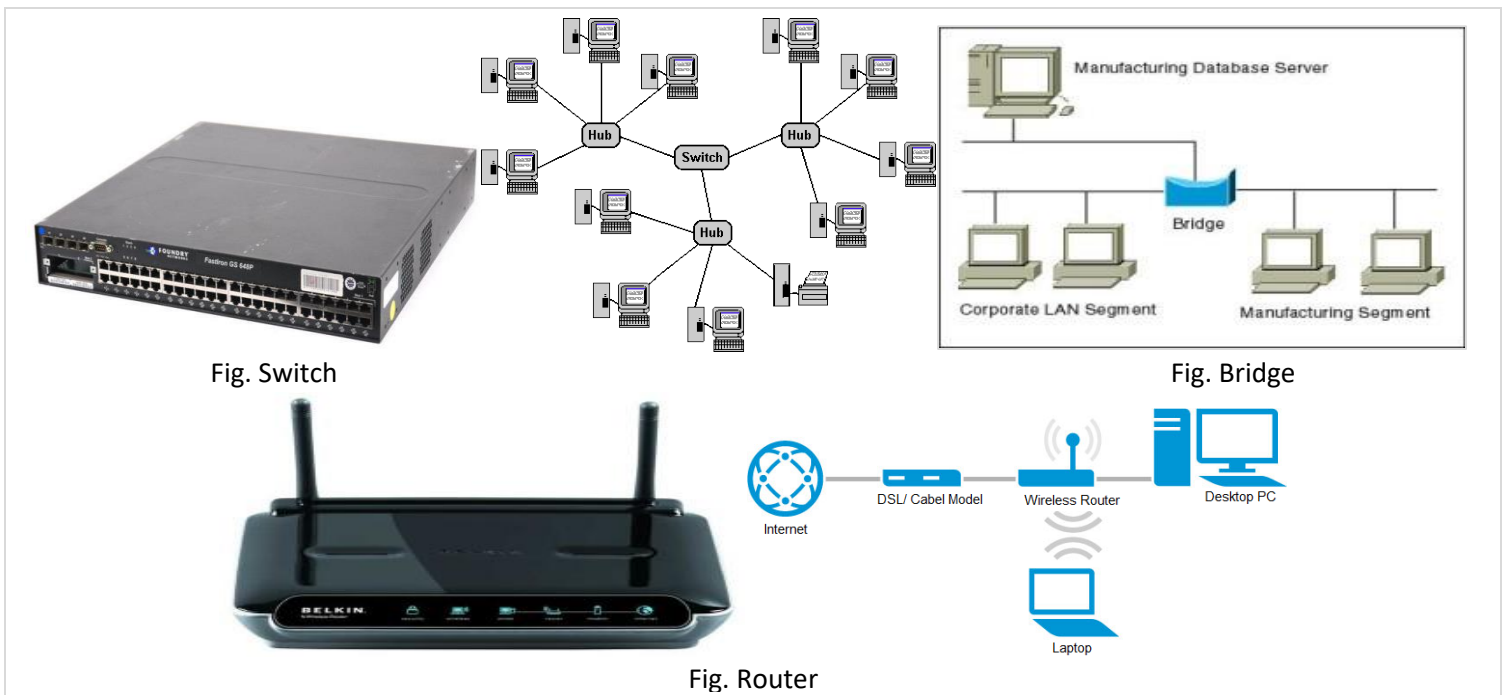 FOUNDRY
NETWORKS
FastIron GS 648P
Hub
Hub
Switch
Hub
Fig. Switch
Manufacturing Database Server
Bridge
Corporate LAN Segment
Manufacturing Segment
Fig. Bridge
BELKIN
Internet
DSL/ Cabel Model
Wireless Router
Desktop PC
Laptop
Fig. Router